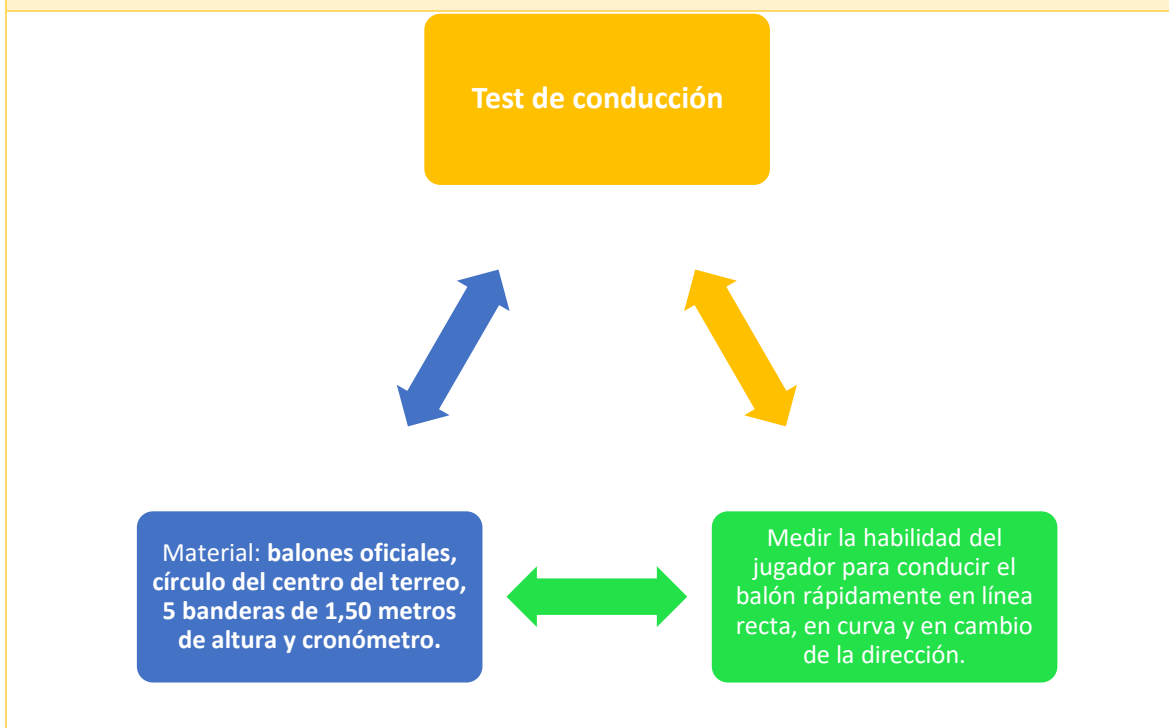 Test de conducción
Material: balones oficiales,
círculo del centro del terreo,
5 banderas de 1,50 metros
de altura y cronómetro.
Medir la habilidad del
jugador para conducir el
balón rápidamente en línea
recta, en curva y en cambio
de la dirección.